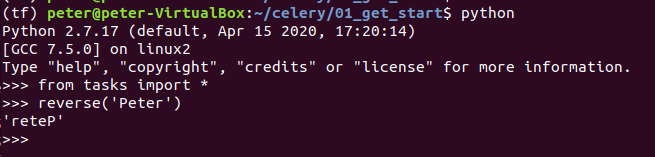 (tf) peter@peter-VirtualBox:~/celery/01_get_start$ python
Python 2.7.17 (default, Apr 15 2020, 17:20:14)
[GCC 7.5.0] on linux2
Type "help", "copyright", "credits" or "license" for more information.
>>> from tasks import *
>>> reverse('Peter')
'reteP'
>>>